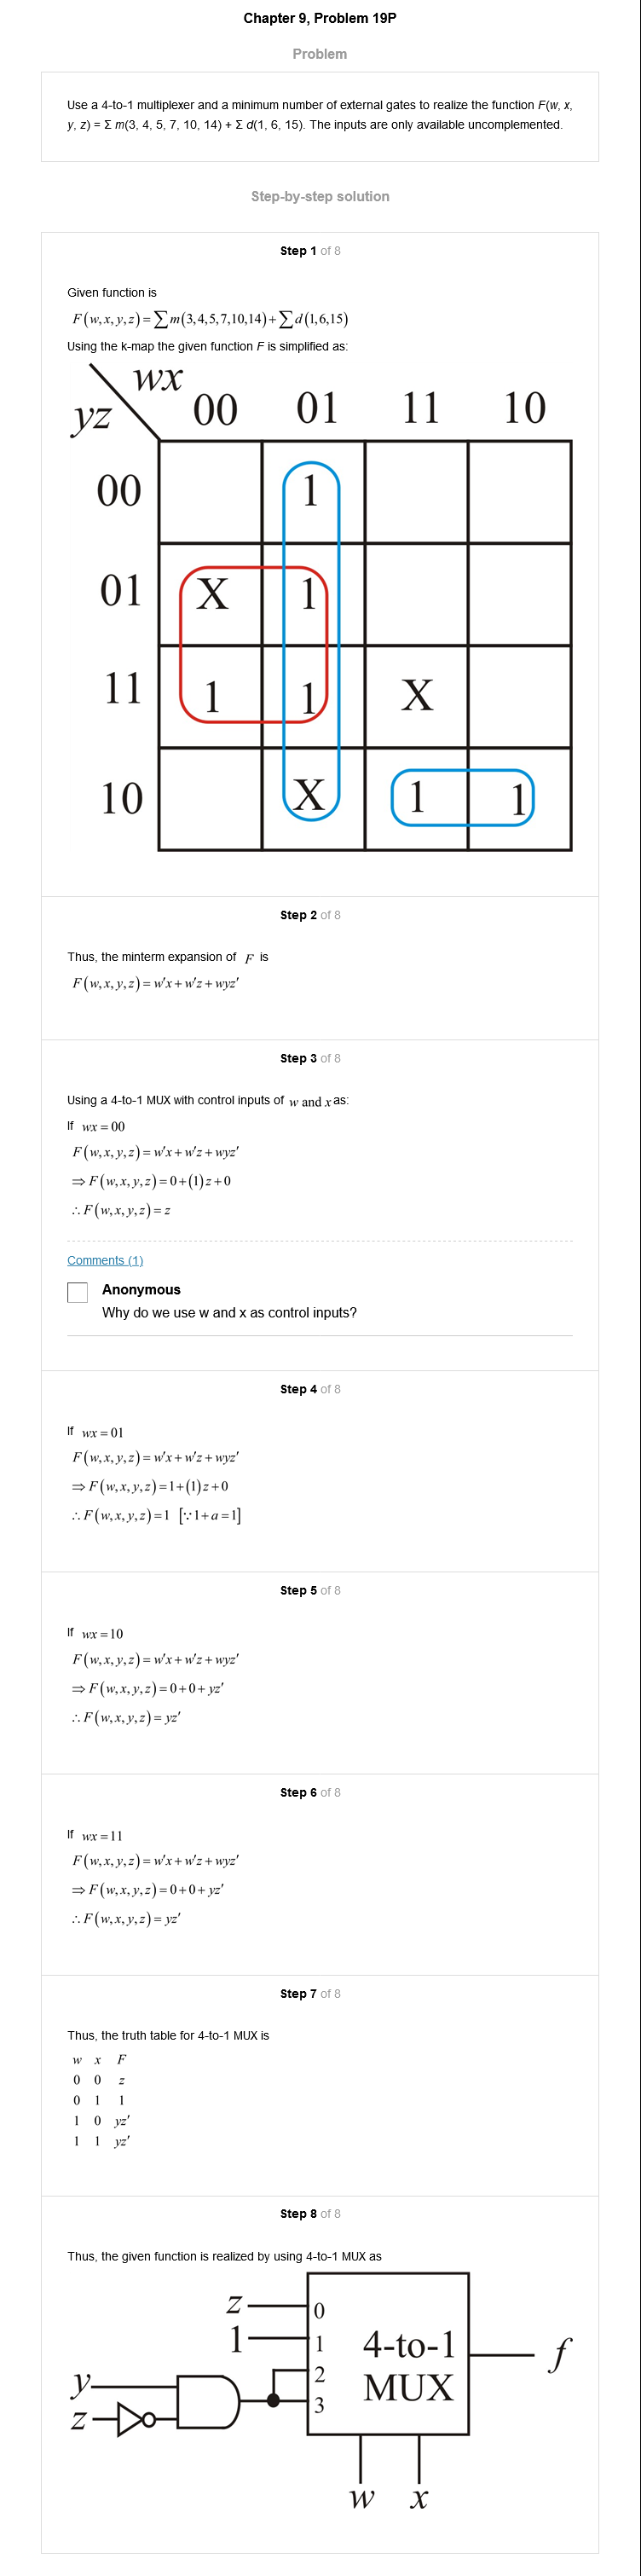 Chapter 9, Problem 19P
Problem
Use a 4-to-1 multiplexer and a minimum number of external gates to realize the function F(w, x,
y, z) = Σ m(3, 4, 5, 7, 10, 14) + Σ d(1, 6, 15). The inputs are only available uncomplemented.
Step-by-step solution
Step 1 of 8
Given function is
F(w,x,y,z)=∑m(3,4,5,7,10,14)+∑d(1,6,15)
Using the k-map the given function F is simplified as:
wx
yz 00 01 11 10
00 1
01 X 1
11 1 1 X
10 X 1 1
Step 2 of 8
Thus, the minterm expansion of F is
F(w,x,y,z)=w′x+w′z+wyz′
Step 3 of 8
Using a 4-to-1 MUX with control inputs of w and x as:
If wx=00
F(w,x,y,z)=w′x+w′z+wyz′
⇒F(w,x,y,z)=0+(1)z+0
∴F(w,x,y,z)=z
Comments (1)
Anonymous
Why do we use w and x as control inputs?
Step 4 of 8
If wx=01
F(w,x,y,z)=w′x+w′z+wyz′
⇒F(w,x,y,z)=1+(1)z+0
∴F(w,x,y,z)=1 [∵1+a=1]
Step 5 of 8
If wx=10
F(w,x,y,z)=w′x+w′z+wyz′
⇒F(w,x,y,z)=0+0+yz′
∴F(w,x,y,z)=yz′
Step 6 of 8
If wx=11
F(w,x,y,z)=w′x+w′z+wyz′
⇒F(w,x,y,z)=0+0+yz′
∴F(w,x,y,z)=yz′
Step 7 of 8
Thus, the truth table for 4-to-1 MUX is
w x F
0 0 z
0 1 1
1 0 yz′
1 1 yz′
Step 8 of 8
Thus, the given function is realized by using 4-to-1 MUX as
z 0
1 1 4-to-1 f
y 2 MUX
z 3
w x